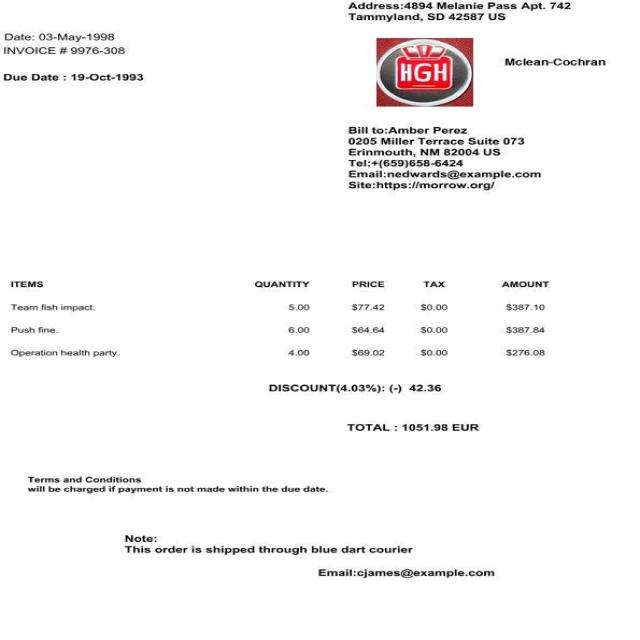 Address:4894 Melanie Pass Apt. 742
Tammyland, SD 42587 US
Date: 03-May-1998
INVOICE # 9976-308
Due Date : 19-Oct-1993
HGH
Mclean-Cochran
Bill to:Amber Perez
0205 Miller Terrace Suite 073
Erinmouth, NM 82004 US
Tel:+(659)658-6424
Email:nedwards@example.com
Site:https://morrow.org/
ITEMS QUANTITY PRICE TAX AMOUNT
Team fish impact. 5.00 $77.42 $0.00 $387.10
Push fine. 6.00 $64.64 $0.00 $387.84
Operation health party. 4.00 $69.02 $0.00 $276.08
DISCOUNT(4.03%): (-) 42.36
TOTAL : 1051.98 EUR
Terms and Conditions
will be charged if payment is not made within the due date.
Note:
This order is shipped through blue dart courier
Email:cjames@example.com